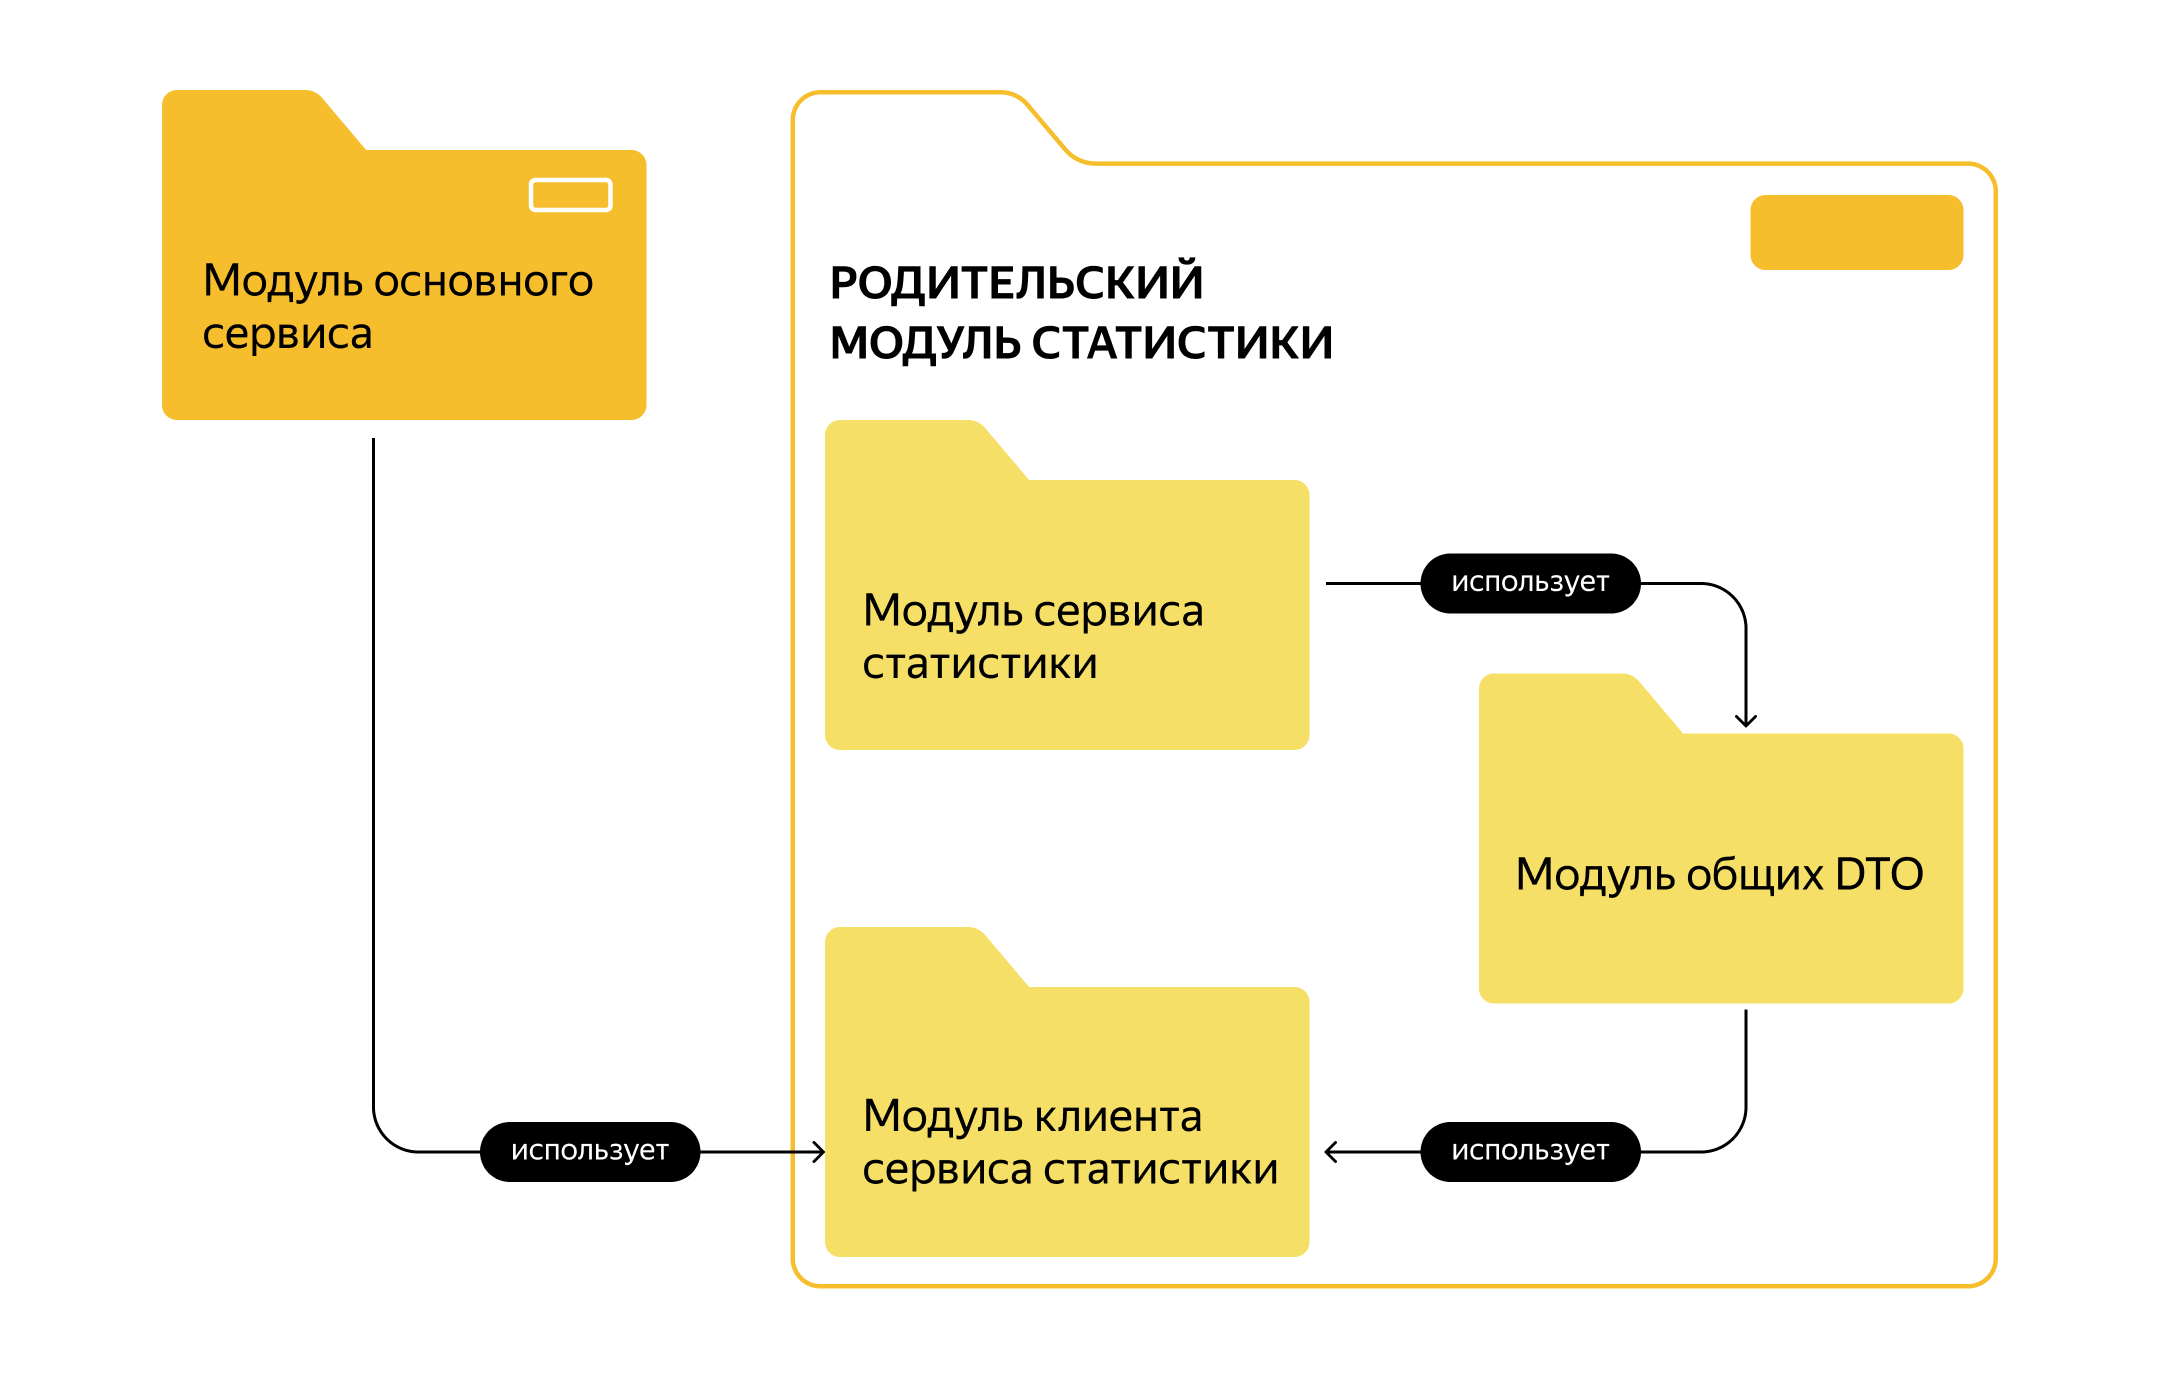 Модуль основного
сервиса
РОДИТЕЛЬСКИЙ
МОДУЛЬ СТАТИСТИКИ
Модуль сервиса
статистики
использует
Модуль общих DTO
Модуль клиента
сервиса статистики
использует
использует